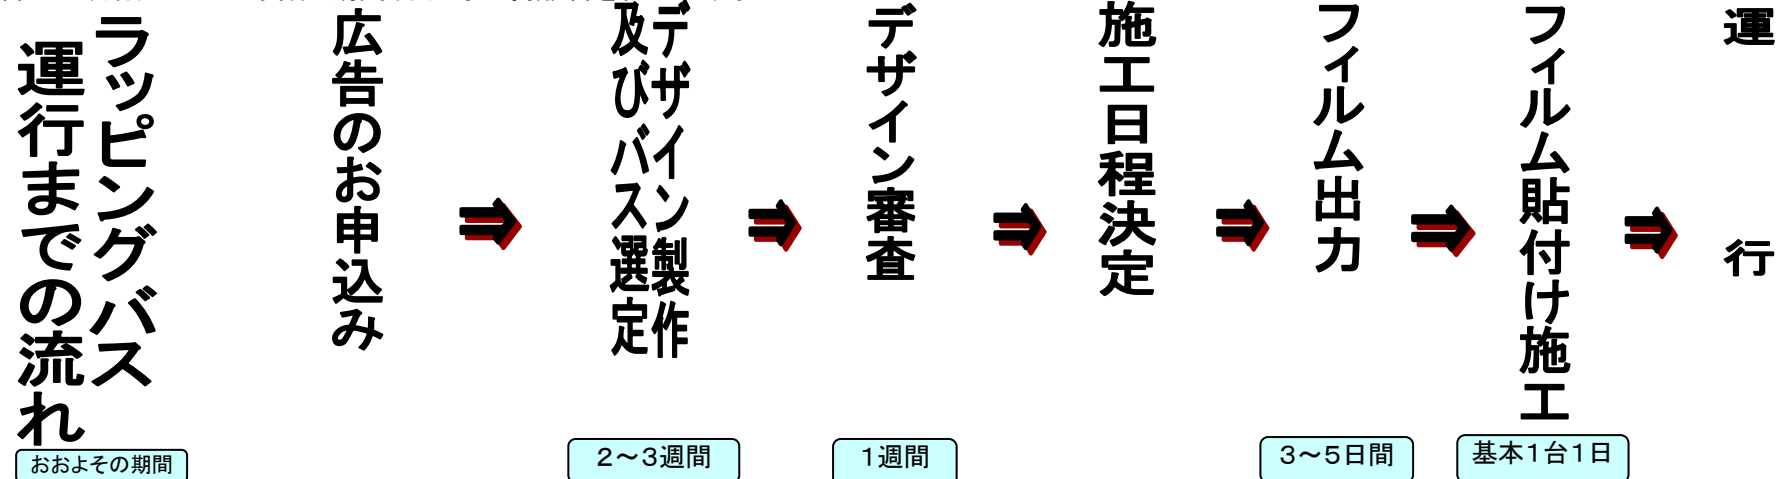 ラッピングバス
運行までの流れ
広告のお申込み
⇒
デザイン製作
及びバス選定
⇒
デザイン審査
⇒
施工日程決定
⇒
フィルム出力
⇒
フィルム貼付け施工
⇒
運行
おおよその期間
２～３週間
１週間
３～５日間
基本１台１日